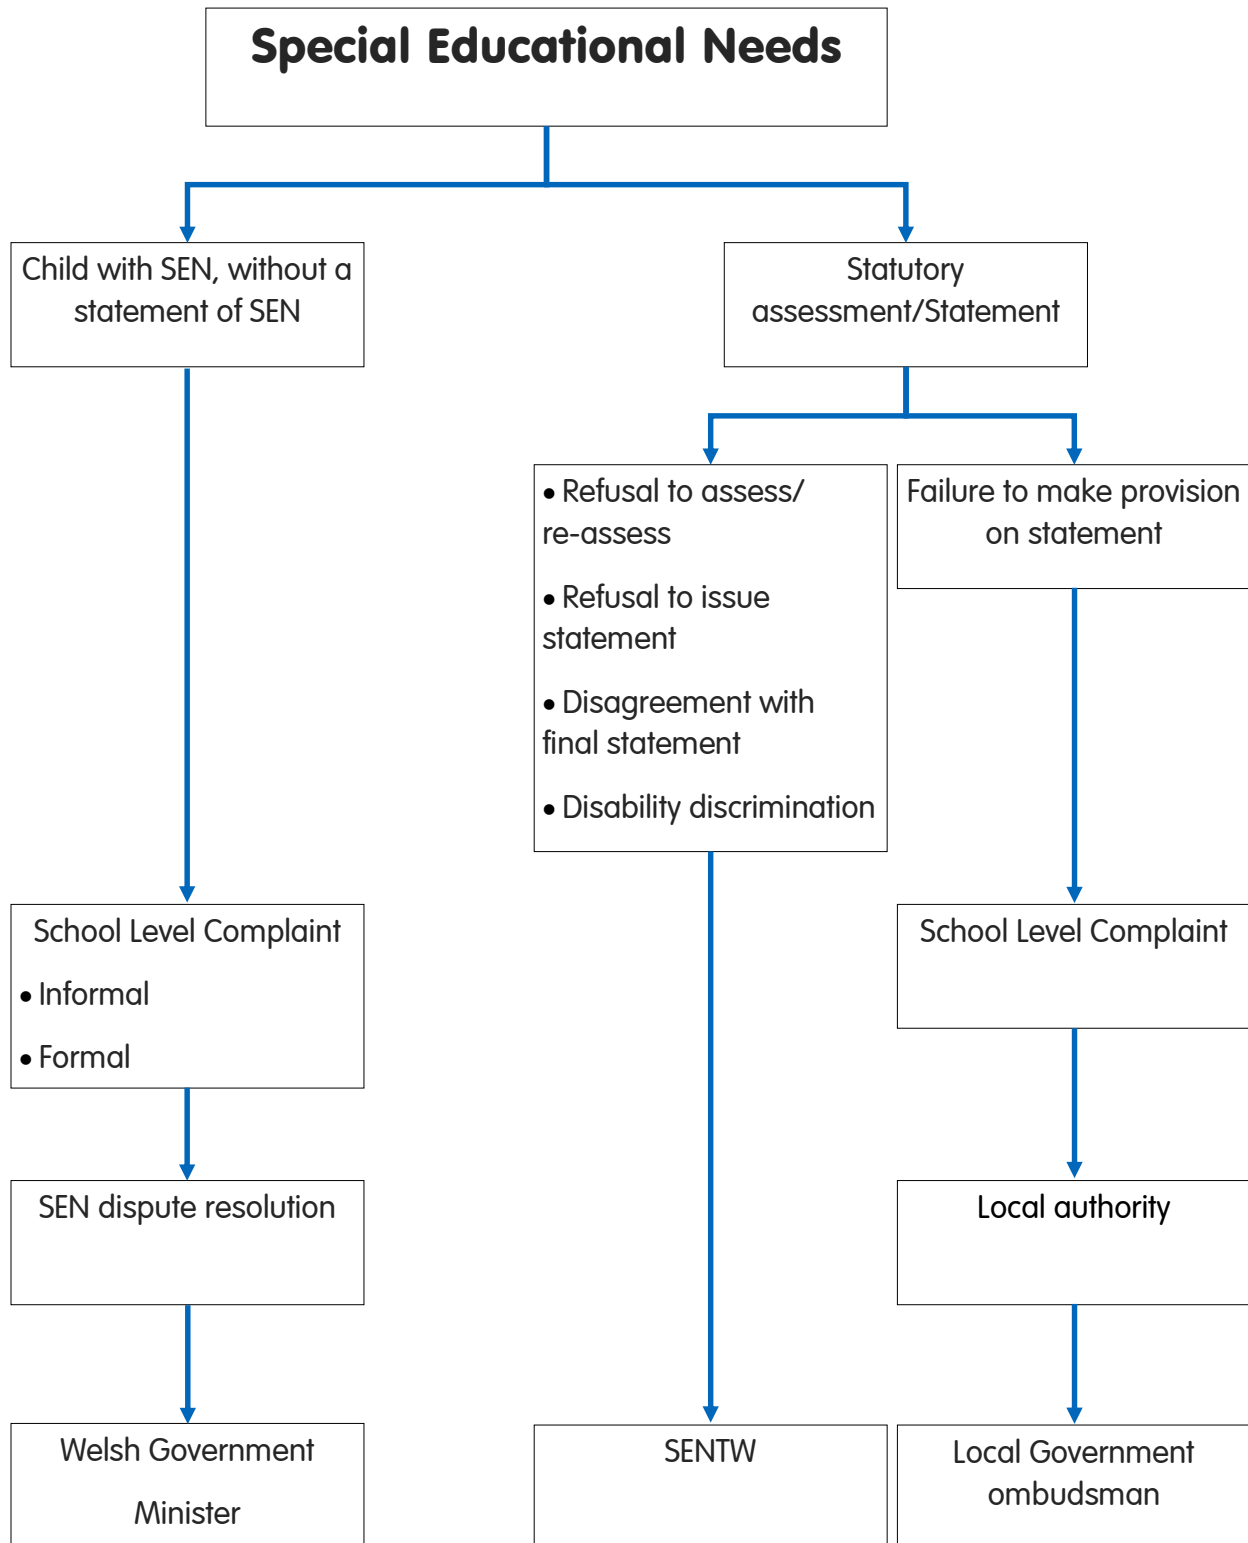 Special Educational Needs
Child with SEN, without a
statement of SEN
Statutory
assessment/Statement
• Refusal to assess/
re-assess
• Refusal to issue
statement
• Disagreement with
final statement
• Disability discrimination
Failure to make provision
on statement
School Level Complaint
• Informal
• Formal
School Level Complaint
SEN dispute resolution
Local authority
Welsh Government
Minister
SENTW
Local Government
ombudsman